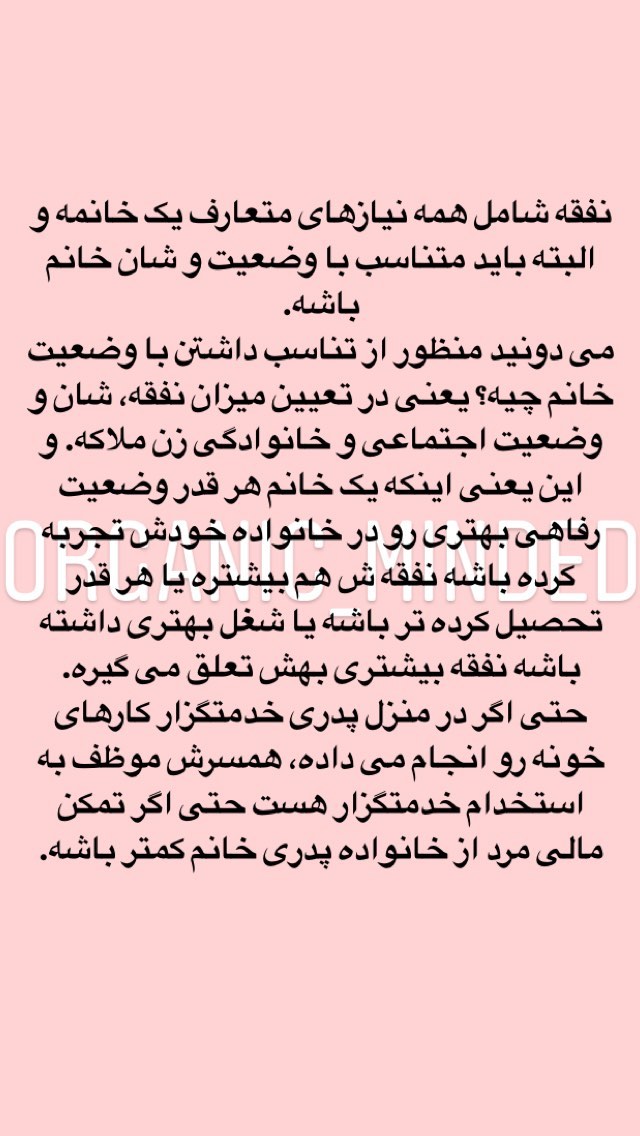 نفقه شامل همه نیازهای متعارف یک خانمه و
البته باید متناسب با وضعیت و شان خانم
باشه.
می دونید منظور از تناسب داشتن با وضعیت
خانم چیه؟ یعنی در تعیین میزان نفقه، شان و
وضعیت اجتماعی و خانوادگی زن ملاکه. و
این یعنی اینکه یک خانم هر قدر وضعیت
رفاهی بهتری رو در خانواده خودش تجربه
ORGANIC_MINDED
کرده باشه نفقه ش هم بیشتره یا هر قدر
تحصیل کرده تر باشه یا شغل بهتری داشته
باشه نفقه بیشتری بهش تعلق می گیره.
حتی اگر در منزل پدری خدمتگزار کارهای
خونه رو انجام می داده، همسرش موظف به
استخدام خدمتگزار هست حتی اگر تمکن
مالی مرد از خانواده پدری خانم کمتر باشه.